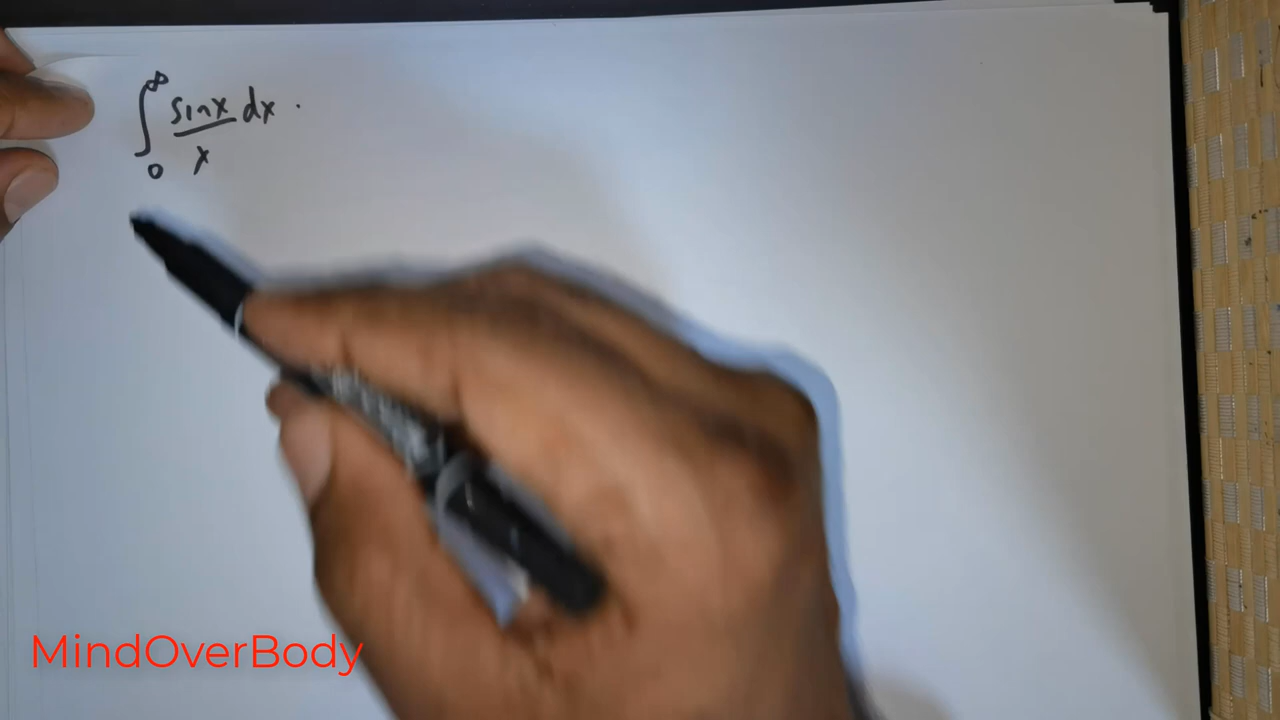 ∫₀^∞ sinx/x dx .
MindOverBody